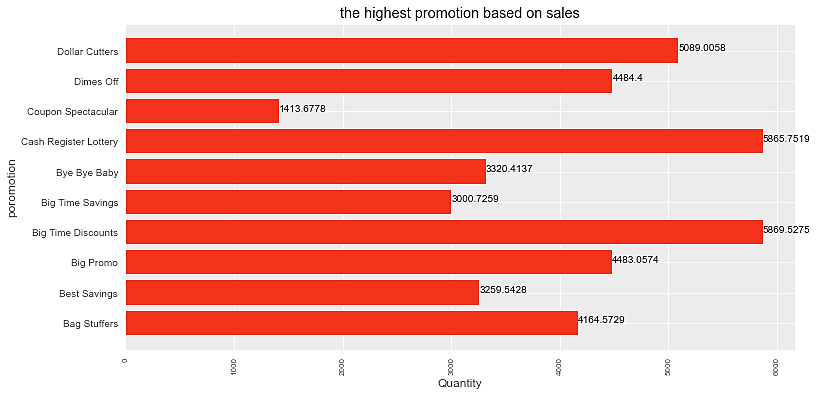 the highest promotion based on sales
Dollar Cutters
5089.0058
Dimes Off
4484.4
Coupon Spectacular
1413.6778
Cash Register Lottery
5865.7519
Bye Bye Baby
3320.4137
Big Time Savings
3000.7259
Big Time Discounts
5869.5275
Big Promo
4483.0574
Best Savings
3259.5428
Bag Stuffers
4164.5729
poromotion
0
1000
2000
3000
4000
5000
6000
Quantity